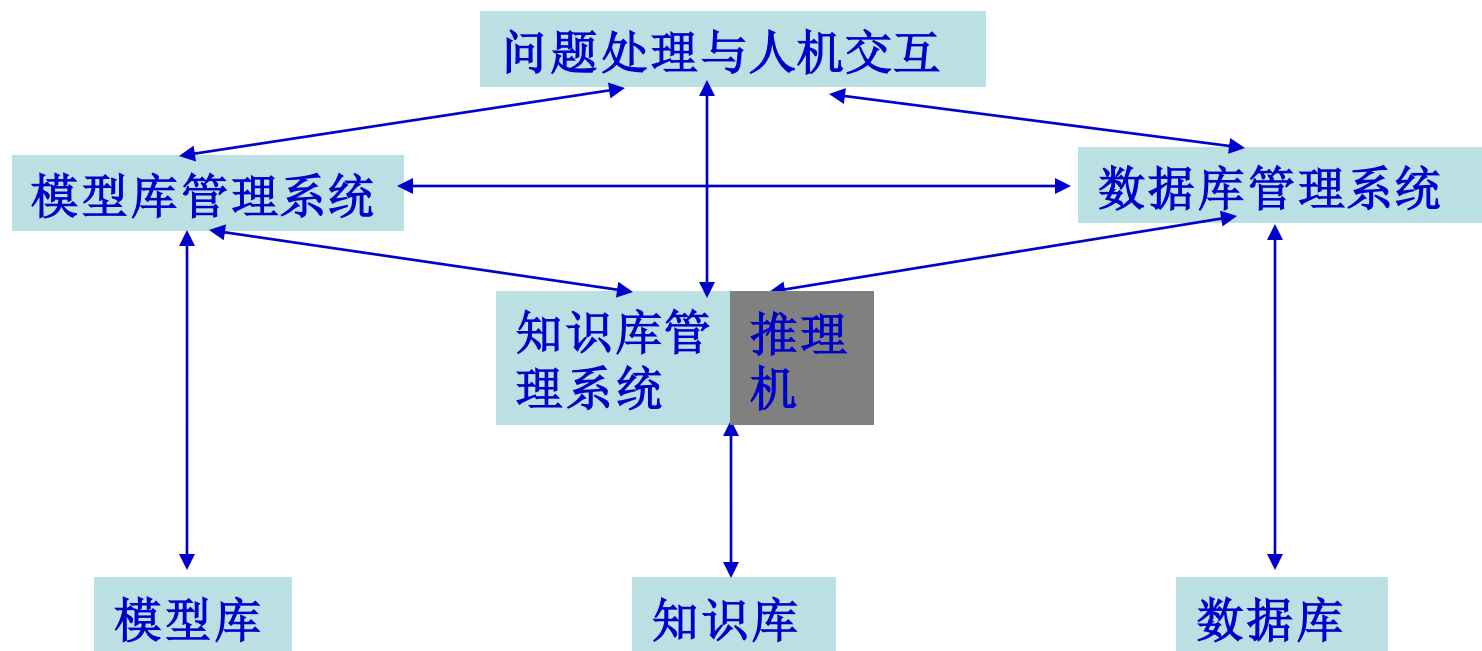 问题处理与人机交互
模型库管理系统
数据库管理系统
知识库管
理系统
推理
机
模型库
知识库
数据库